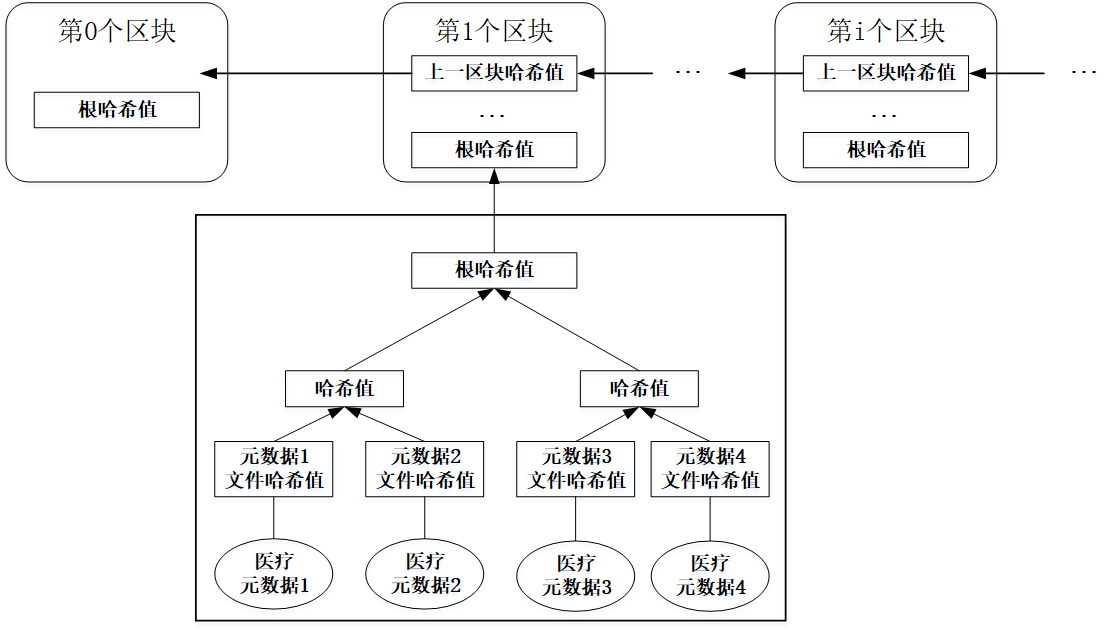 第0个区块
第1个区块
第i个区块
上一区块哈希值
...
上一区块哈希值
...
根哈希值
...
...
根哈希值
根哈希值
根哈希值
哈希值
哈希值
元数据1
文件哈希值
元数据2
文件哈希值
元数据3
文件哈希值
元数据4
文件哈希值
医疗
元数据1
医疗
元数据2
医疗
元数据3
医疗
元数据4